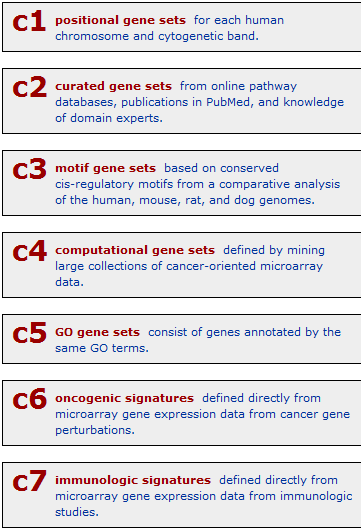 c1 positional gene sets for each human
chromosome and cytogenetic band.
c2 curated gene sets from online pathway
databases, publications in PubMed, and knowledge
of domain experts.
c3 motif gene sets based on conserved
cis-regulatory motifs from a comparative analysis
of the human, mouse, rat, and dog genomes.
c4 computational gene sets defined by mining
large collections of cancer-oriented microarray
data.
c5 GO gene sets consist of genes annotated by the
same GO terms.
c6 oncogenic signatures defined directly from
microarray gene expression data from cancer gene
perturbations.
c7 immunologic signatures defined directly from
microarray gene expression data from immunologic
studies.